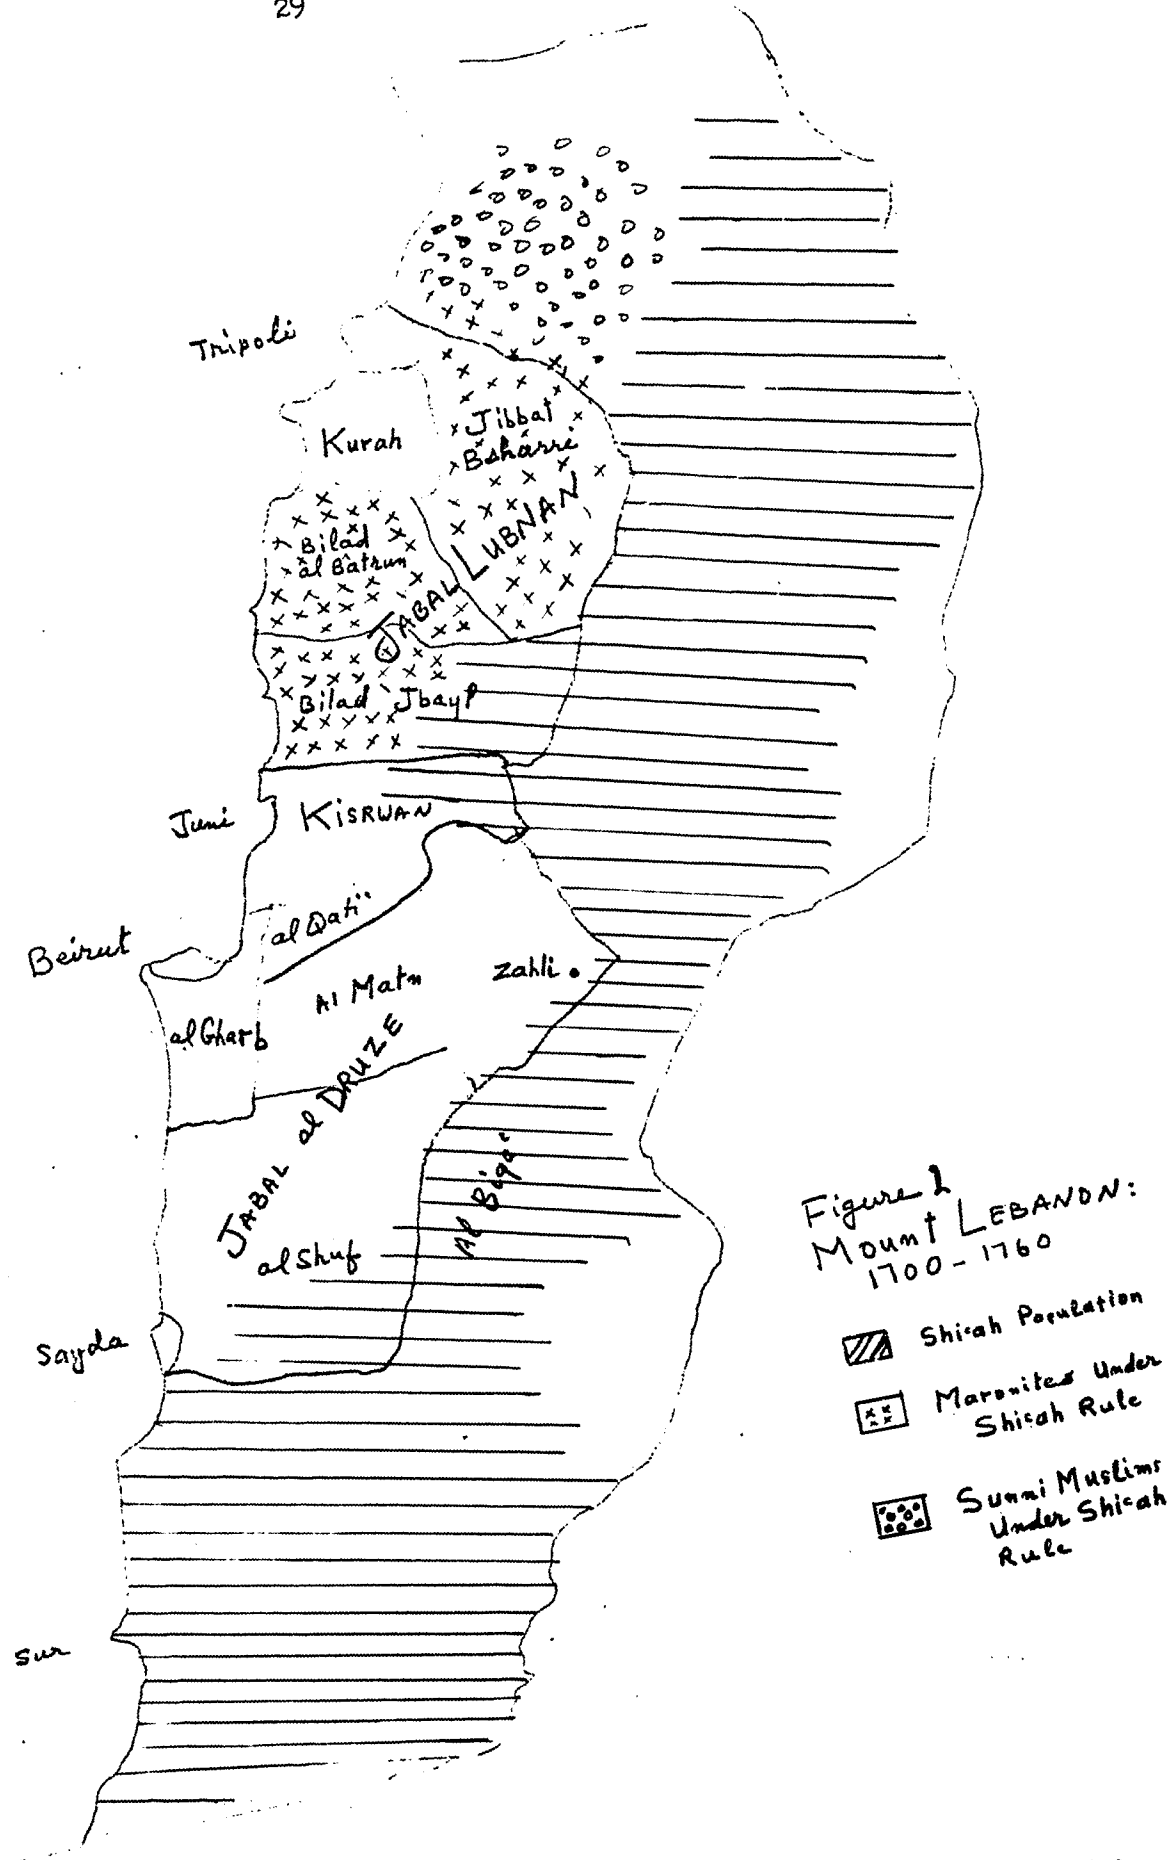 29
Tripoli
Kurah
Jibbat
Bsharri
Bilad
al Batrun
JABAL LUBNAN
Bilad Jbayl
Juni
KISRWAN
al Qati'
Beirut
Al Matn
Zahli
al Gharb
JABAL al DRUZE
Al Biqa'
al Shuf
Sayda
Sur
Figure 2
MOUNT LEBANON:
1700-1760
Shi'ah Population
Maronites Under
Shi'ah Rule
Sunni Muslims
Under Shi'ah
Rule